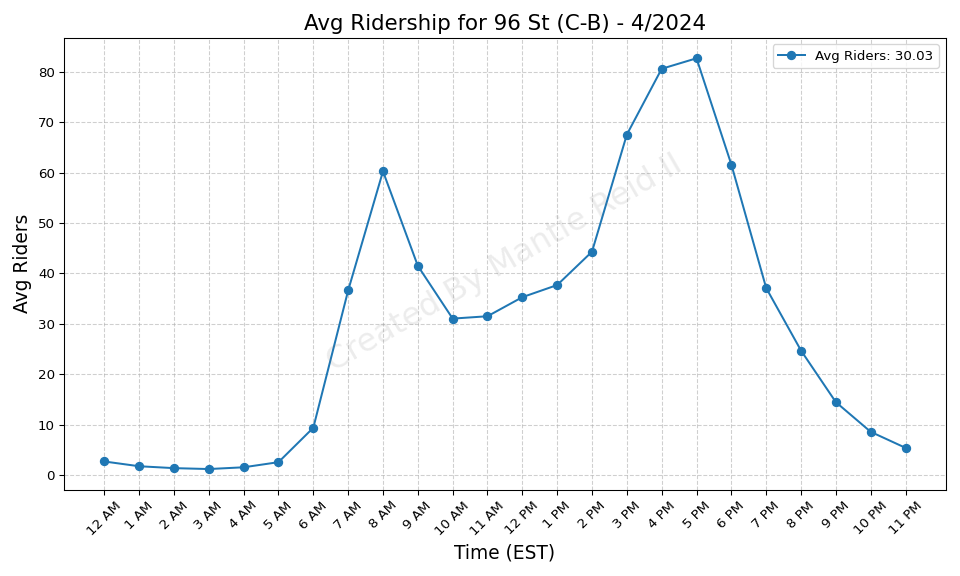 Avg Ridership for 96 St (C-B) - 4/2024
Avg Riders: 30.03
Avg Riders
80
70
60
50
40
30
20
10
0
Created By Mantie Reid II
12 AM
1 AM
2 AM
3 AM
4 AM
5 AM
6 AM
7 AM
8 AM
9 AM
10 AM
11 AM
12 PM
1 PM
2 PM
3 PM
4 PM
5 PM
6 PM
7 PM
8 PM
9 PM
10 PM
11 PM
Time (EST)